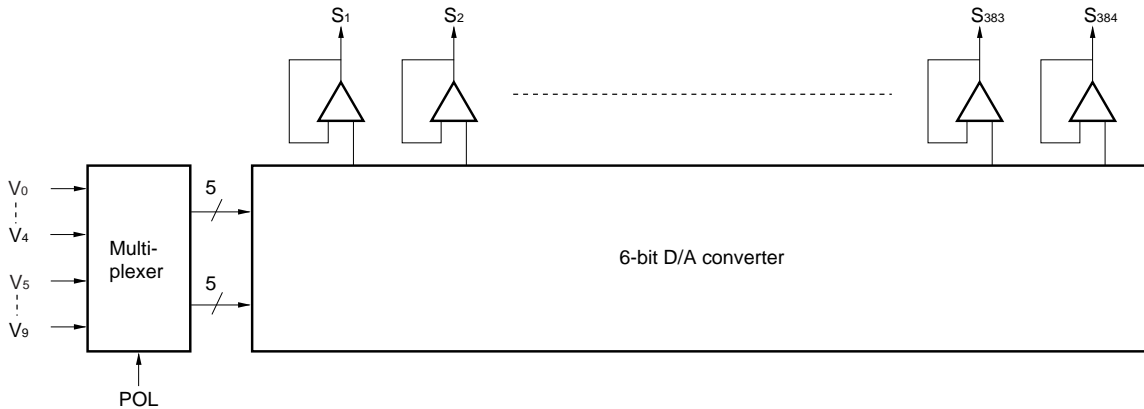 S1 S2 S383 S384
V0
V4
V5
V9
Multi-
plexer
5
5
6-bit D/A converter
POL